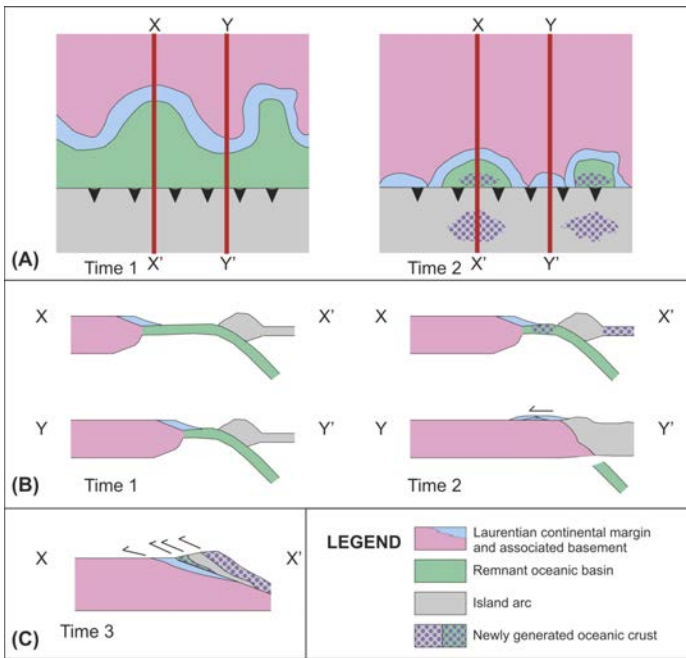 X
Y
X
Y
(A)
Time 1
X'
Y'
Time 2
X'
Y'
X
X'
X
X'
Y
Y'
Y
Y'
(B)
Time 1
Time 2
X
X'
(C)
Time 3
LEGEND
Laurentian continental margin
and associated basement
Remnant oceanic basin
Island arc
Newly generated oceanic crust